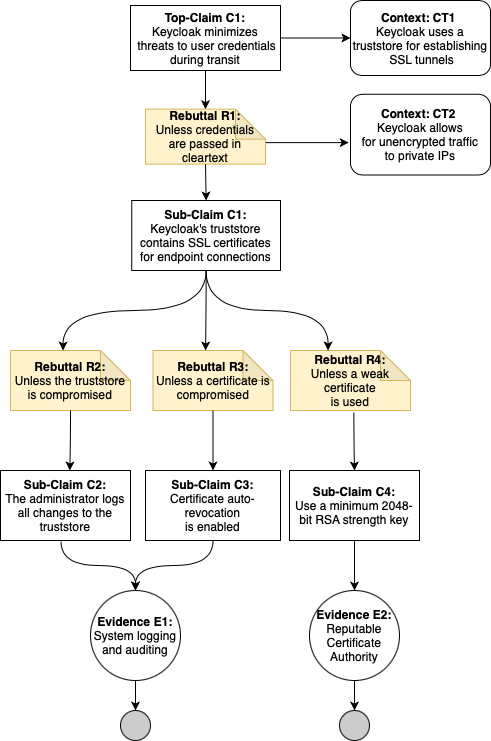 Top-Claim C1:
Keycloak minimizes
threats to user credentials
during transit
Context: CT1
Keycloak uses a
truststore for establishing
SSL tunnels
Rebuttal R1:
Unless credentials
are passed in
cleartext
Context: CT2
Keycloak allows
for unencrypted traffic
to private IPs
Sub-Claim C1:
Keycloak's truststore
contains SSL certificates
for endpoint connections
Rebuttal R2:
Unless the truststore
is compromised
Rebuttal R3:
Unless a certificate is
compromised
Rebuttal R4:
Unless a weak
certificate
is used
Sub-Claim C2:
The administrator logs
all changes to the
truststore
Sub-Claim C3:
Certificate auto-
revocation
is enabled
Sub-Claim C4:
Use a minimum 2048-
bit RSA strength key
Evidence E1:
System logging
and auditing
Evidence E2:
Reputable
Certificate
Authority